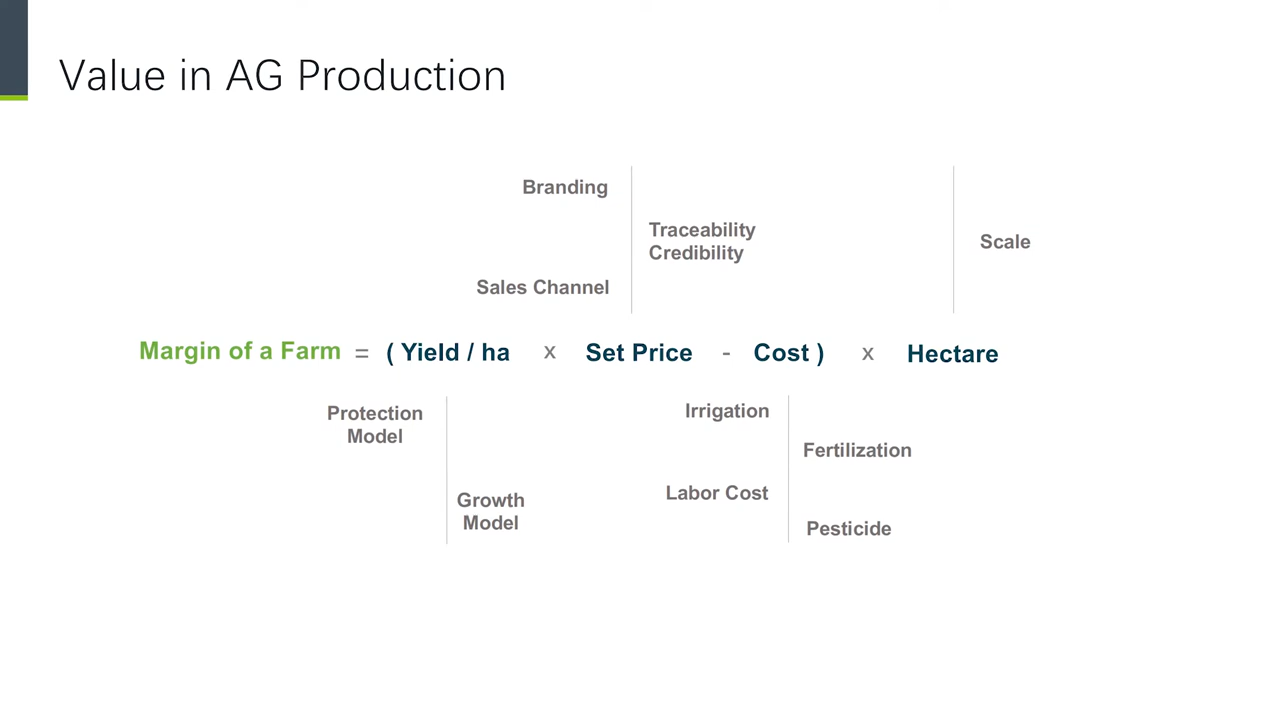 Value in AG Production
Branding
Traceability
Credibility
Scale
Sales Channel
Margin of a Farm = ( Yield / ha x Set Price - Cost ) x Hectare
Protection
Model
Irrigation
Fertilization
Growth
Model
Labor Cost
Pesticide